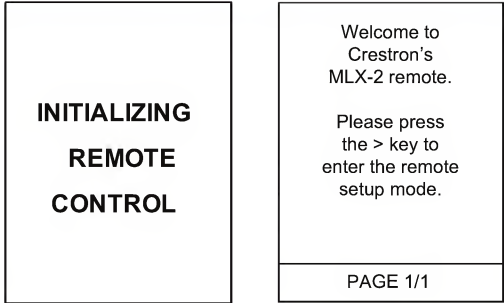 INITIALIZING
REMOTE
CONTROL
Welcome to
Crestron's
MLX-2 remote.
Please press
the > key to
enter the remote
setup mode.
PAGE 1/1